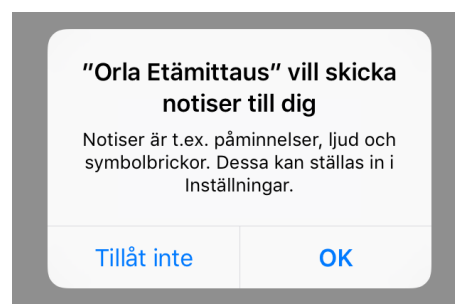 ”Orla Etämittaus” vill skicka
notiser till dig
Notiser är t.ex. påminnelser, ljud och
symbolbrickor. Dessa kan ställas in i
Inställningar.
Tillåt inte
OK